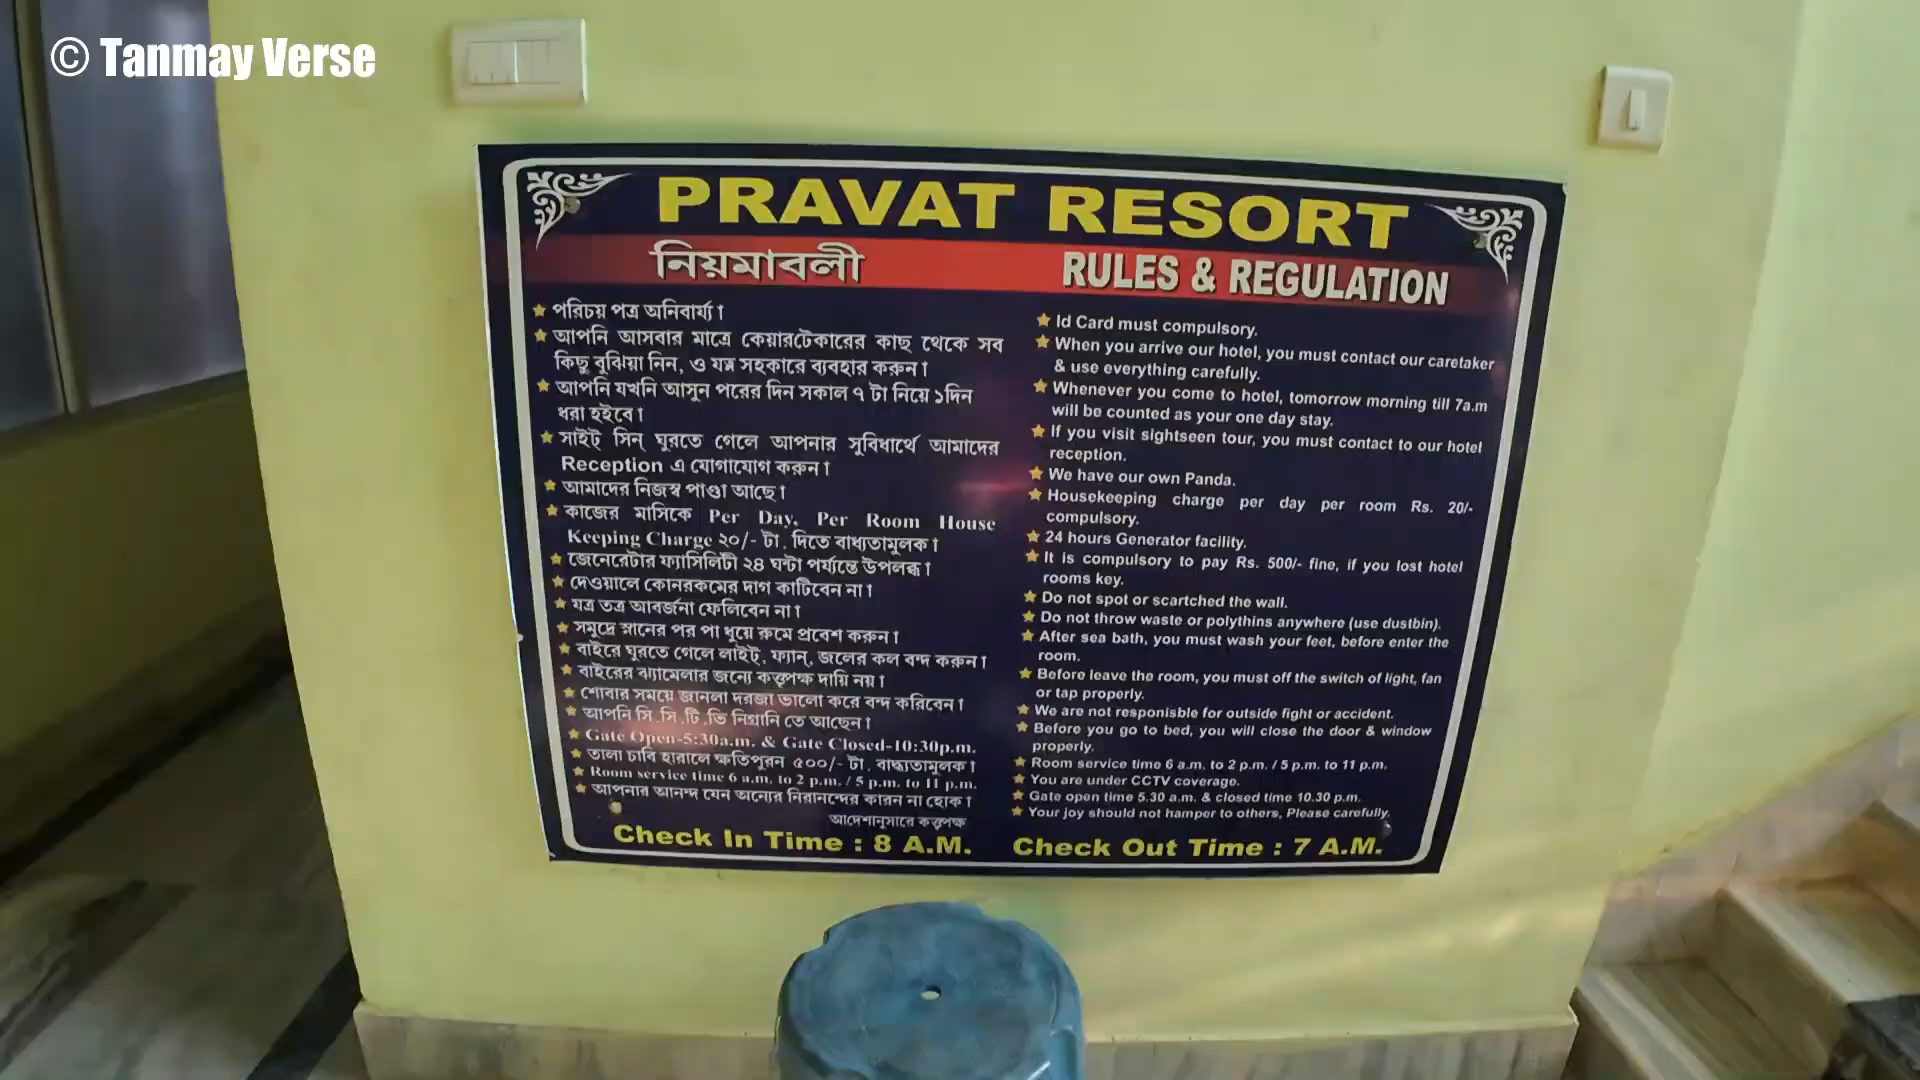 © Tanmay Verse
PRAVAT RESORT
নিয়মাবলী
★ পরিচয় পত্র অনিবার্য্য।
★ আপনি আসবার মাত্রে কেয়ারটেকারের কাছ থেকে সব
কিছু বুঝিয়া নিন, ও যত্ন সহকারে ব্যবহার করুন।
★ আপনি যখনি আসুন পরের দিন সকাল ৭ টা নিয়ে ১দিন
ধরা হইবে।
★ সাইট্ সিন্ ঘুরতে গেলে আপনার সুবিধার্থে আমাদের
Reception এ যোগাযোগ করুন।
★ আমাদের নিজস্ব পাণ্ডা আছে।
★ কাজের মাসিকে Per Day, Per Room House
Keeping Charge ২০/- টা. দিতে বাধ্যতামুলক।
★ জেনেরেটার ফ্যাসিলিটী ২৪ ঘন্টা পর্য্যন্তে উপলব্ধ।
★ দেওয়ালে কোনরকমের দাগ কাটিবেন না।
★ যত্র তত্র আবর্জনা ফেলিবেন না।
★ সমুদ্রে স্নানের পর পা ধুয়ে রুমে প্রবেশ করুন।
★ বাইরে ঘুরতে গেলে লাইট্, ফ্যান্, জলের কল বন্দ করুন।
★ বাইরের ঝ্যামেলার জন্যে কতৃপক্ষ দায়ি নয়।
★ শোবার সময়ে জানলা দরজা ভালো করে বন্দ করিবেন।
★ আপনি সি.সি.টি.ভি নিগ্রানি তে আছেন।
★ Gate Open-5:30a.m. & Gate Closed-10:30p.m.
★ তালা চাবি হারালে ক্ষতিপুরন ৫০০/- টা. বাদ্ধ্যতামুলক।
★ Room service time 6 a.m. to 2 p.m. / 5 p.m. to 11 p.m.
★ আপনার আনন্দ যেন অন্যের নিরানন্দের কারন না হোক।
আদেশানুসারে কতৃপক্ষ
Check In Time : 8 A.M.
RULES & REGULATION
★ Id Card must compulsory.
★ When you arrive our hotel, you must contact our caretaker
& use everything carefully.
★ Whenever you come to hotel, tomorrow morning till 7a.m
will be counted as your one day stay.
★ If you visit sightseen tour, you must contact to our hotel
reception.
★ We have our own Panda.
★ Housekeeping charge per day per room Rs. 20/-
compulsory.
★ 24 hours Generator facility.
★ It is compulsory to pay Rs. 500/- fine, if you lost hotel
rooms key.
★ Do not spot or scartched the wall.
★ Do not throw waste or polythins anywhere (use dustbin).
★ After sea bath, you must wash your feet, before enter the
room.
★ Before leave the room, you must off the switch of light, fan
or tap properly.
★ We are not responisble for outside fight or accident.
★ Before you go to bed, you will close the door & window
properly.
★ Room service time 6 a.m. to 2 p.m. / 5 p.m. to 11 p.m.
★ You are under CCTV coverage.
★ Gate open time 5.30 a.m. & closed time 10.30 p.m.
★ Your joy should not hamper to others, Please carefully.
Check Out Time : 7 A.M.